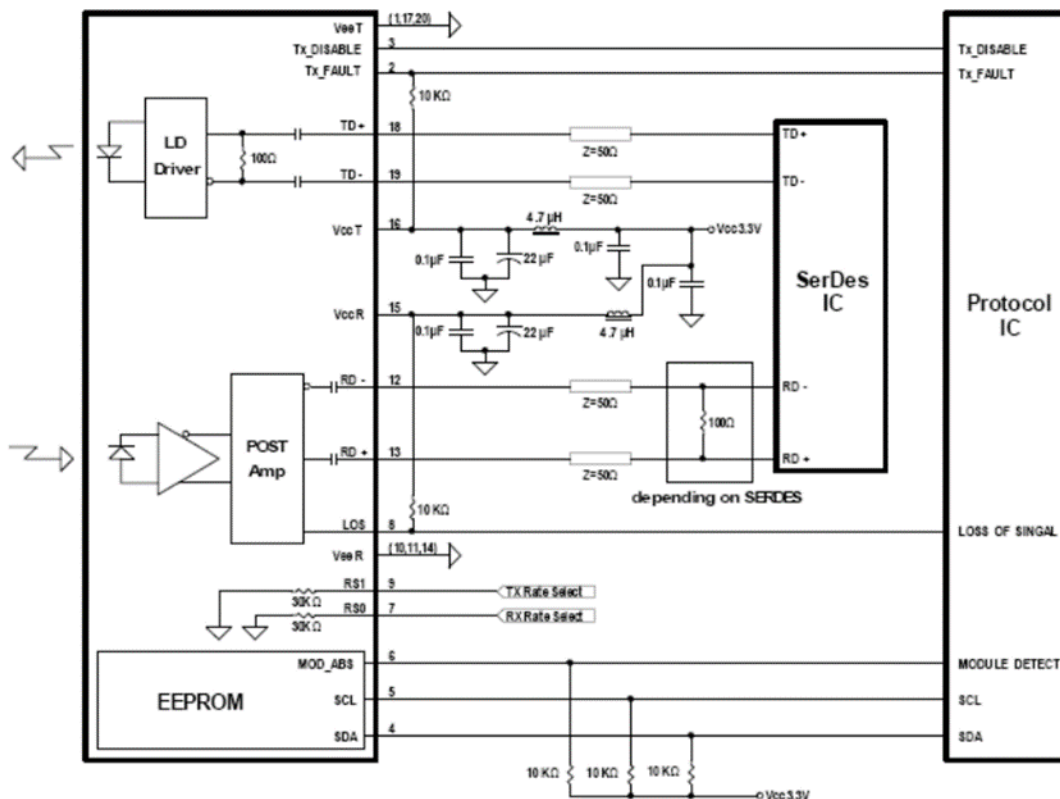 VeeT (1,17,20)
Tx_DISABLE 3 Tx_DISABLE
Tx_FAULT 2 Tx_FAULT
10 KΩ
TD+ 18 TD+
LD
Driver
100Ω
Z=50Ω
TD- 19 TD-
Z=50Ω
VccT 16 4.7 μH Vcc3.3V
0.1μF 22 μF 0.1μF
0.1μF
SerDes
IC
Protocol
IC
VccR 15
0.1μF 22 μF 4.7 μH
RD - 12 RD -
Z=50Ω
POST
Amp
100Ω
RD + 13 RD +
Z=50Ω
depending on SERDES
10 KΩ
LOS 8 LOSS OF SINGAL
VeeR (10,11,14)
RS1 9 TX Rate Select
30KΩ
RS0 7 RX Rate Select
30KΩ
MOD_ABS 6 MODULE DETECT
EEPROM
SCL 5 SCL
SDA 4 SDA
10 KΩ 10 KΩ 10 KΩ
Vcc3.3V